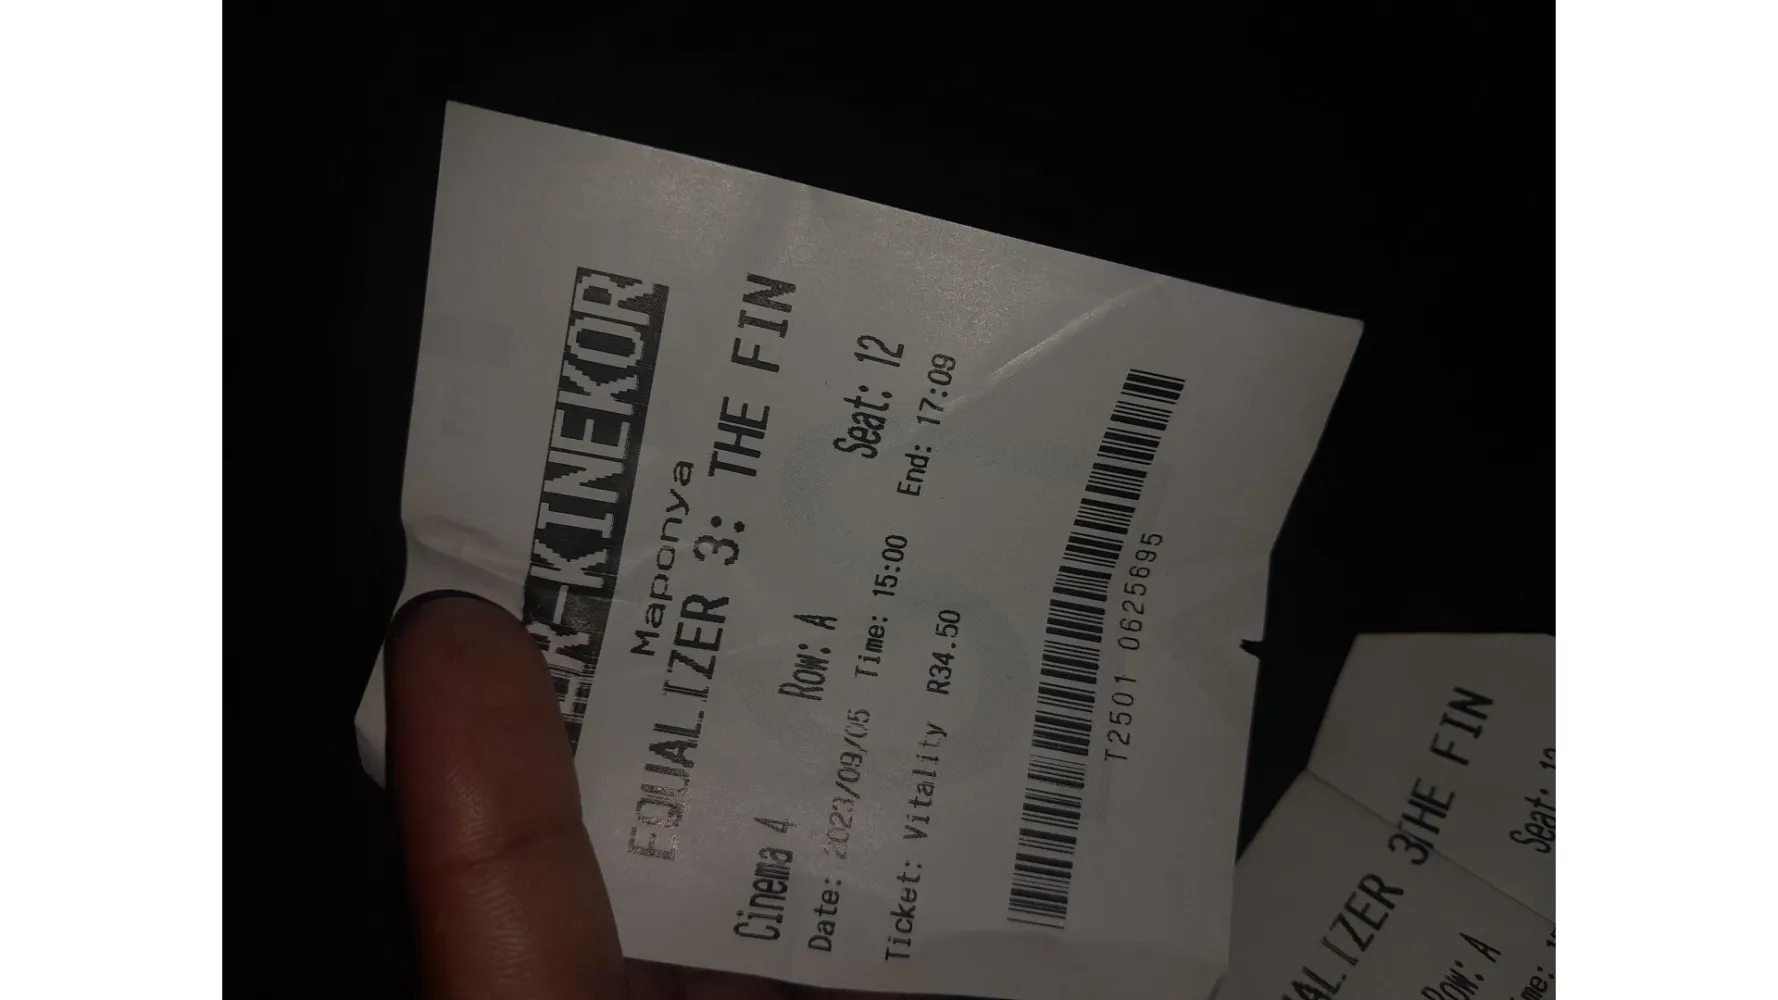 -KINEKOR
Maponya
EQUALIZER 3: THE FIN
Cinema 4 Row: A Seat: 12
Date: 2023/09/05 Time: 15:00 End: 17:09
Ticket: Vitality R34.50
T2501 0625695
ALIZER 3THE FIN
Row: A Seat: